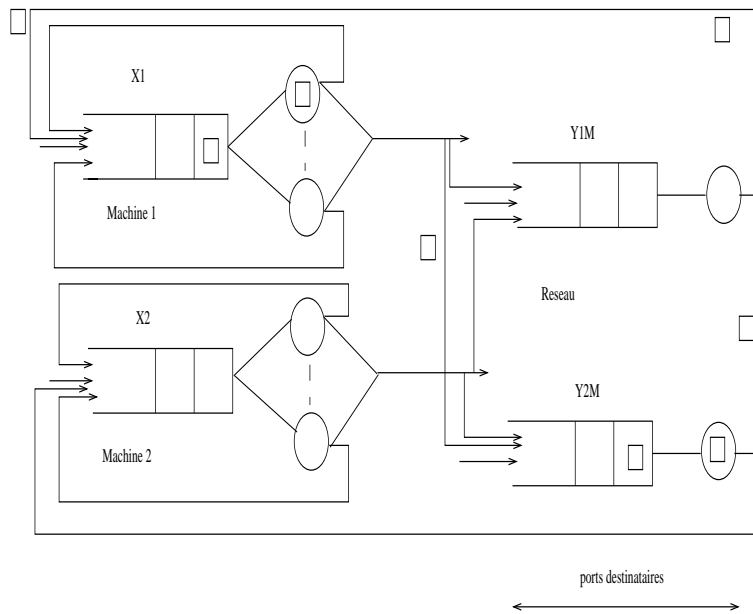 X1
Y1M
Machine 1
Reseau
X2
Y2M
Machine 2
ports destinataires